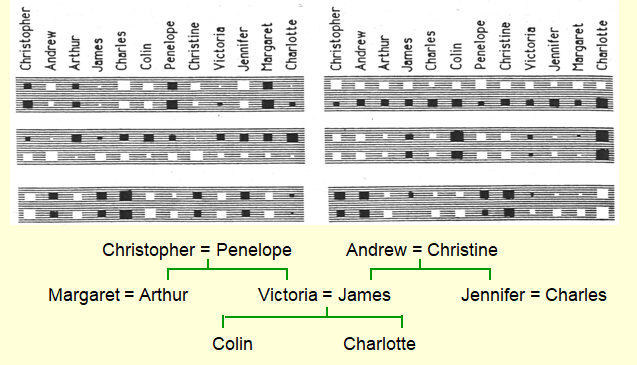 Christopher Andrew Arthur James Charles Colin Penelope Christine Victoria Jennifer Margaret Charlotte
Christopher Andrew Arthur James Charles Colin Penelope Christine Victoria Jennifer Margaret Charlotte
Christopher = Penelope Andrew = Christine
Margaret = Arthur Victoria = James Jennifer = Charles
Colin Charlotte